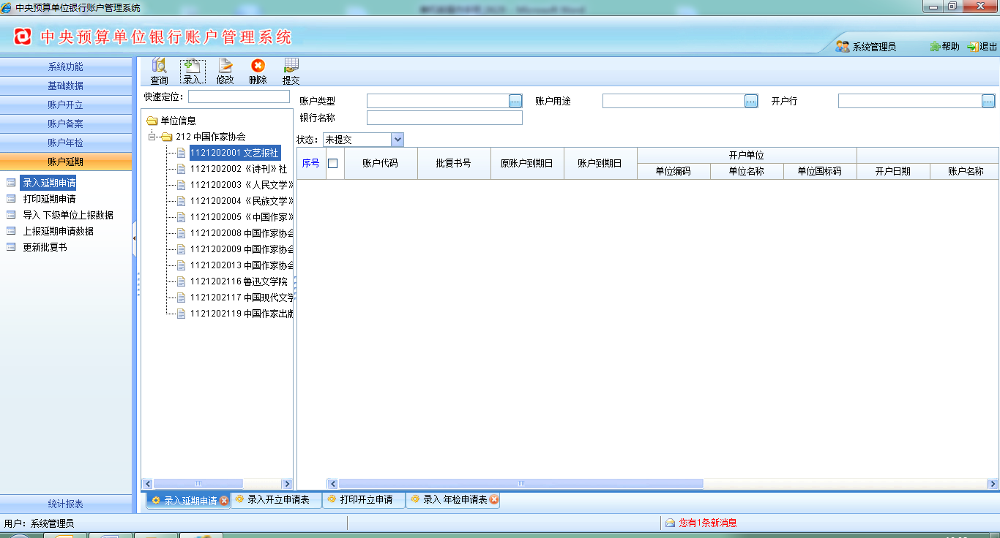 中央预算单位银行账户管理系统
中央预算单位银行账户管理系统
系统管理员 帮助 退出
系统功能
基础数据
账户开立
账户备案
账户年检
账户延期
录入延期申请
打印延期申请
导入 下级单位上报数据
上报延期申请数据
更新批复书
统计报表
查询 录入 修改 删除 提交
快速定位:
单位信息
212 中国作家协会
1121202001 文艺报社
1121202002 《诗刊》社
1121202003 《人民文学》
1121202004 《民族文学》
1121202005 《中国作家》
1121202008 中国作家协会
1121202009 中国作家协会
1121202013 中国作家协会
1121202116 鲁迅文学院
1121202117 中国现代文学
1121202119 中国作家出版
账户类型 账户用途 开户行
银行名称
状态: 未提交
序号 账户代码 批复书号 原账户到期日 账户到期日 开户单位
单位编码 单位名称 单位国标码 开户日期 账户名称
录入延期申请 录入开立申请表 打印开立申请 录入 年检申请表
用户: 系统管理员 您有1条新消息